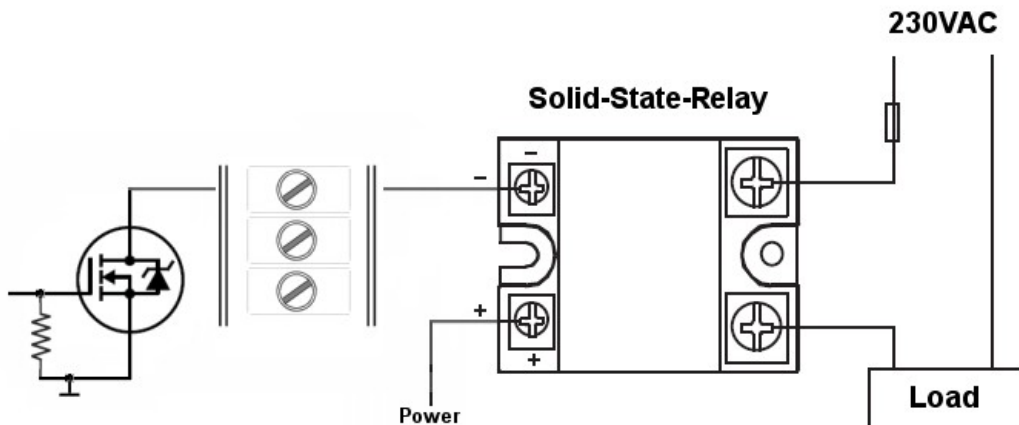 230VAC
Solid-State-Relay
-
-
+
+
Power
Load